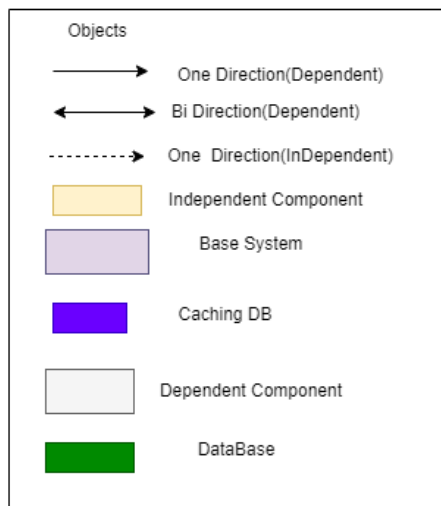 Objects
One Direction(Dependent)
Bi Direction(Dependent)
One Direction(InDependent)
Independent Component
Base System
Caching DB
Dependent Component
DataBase